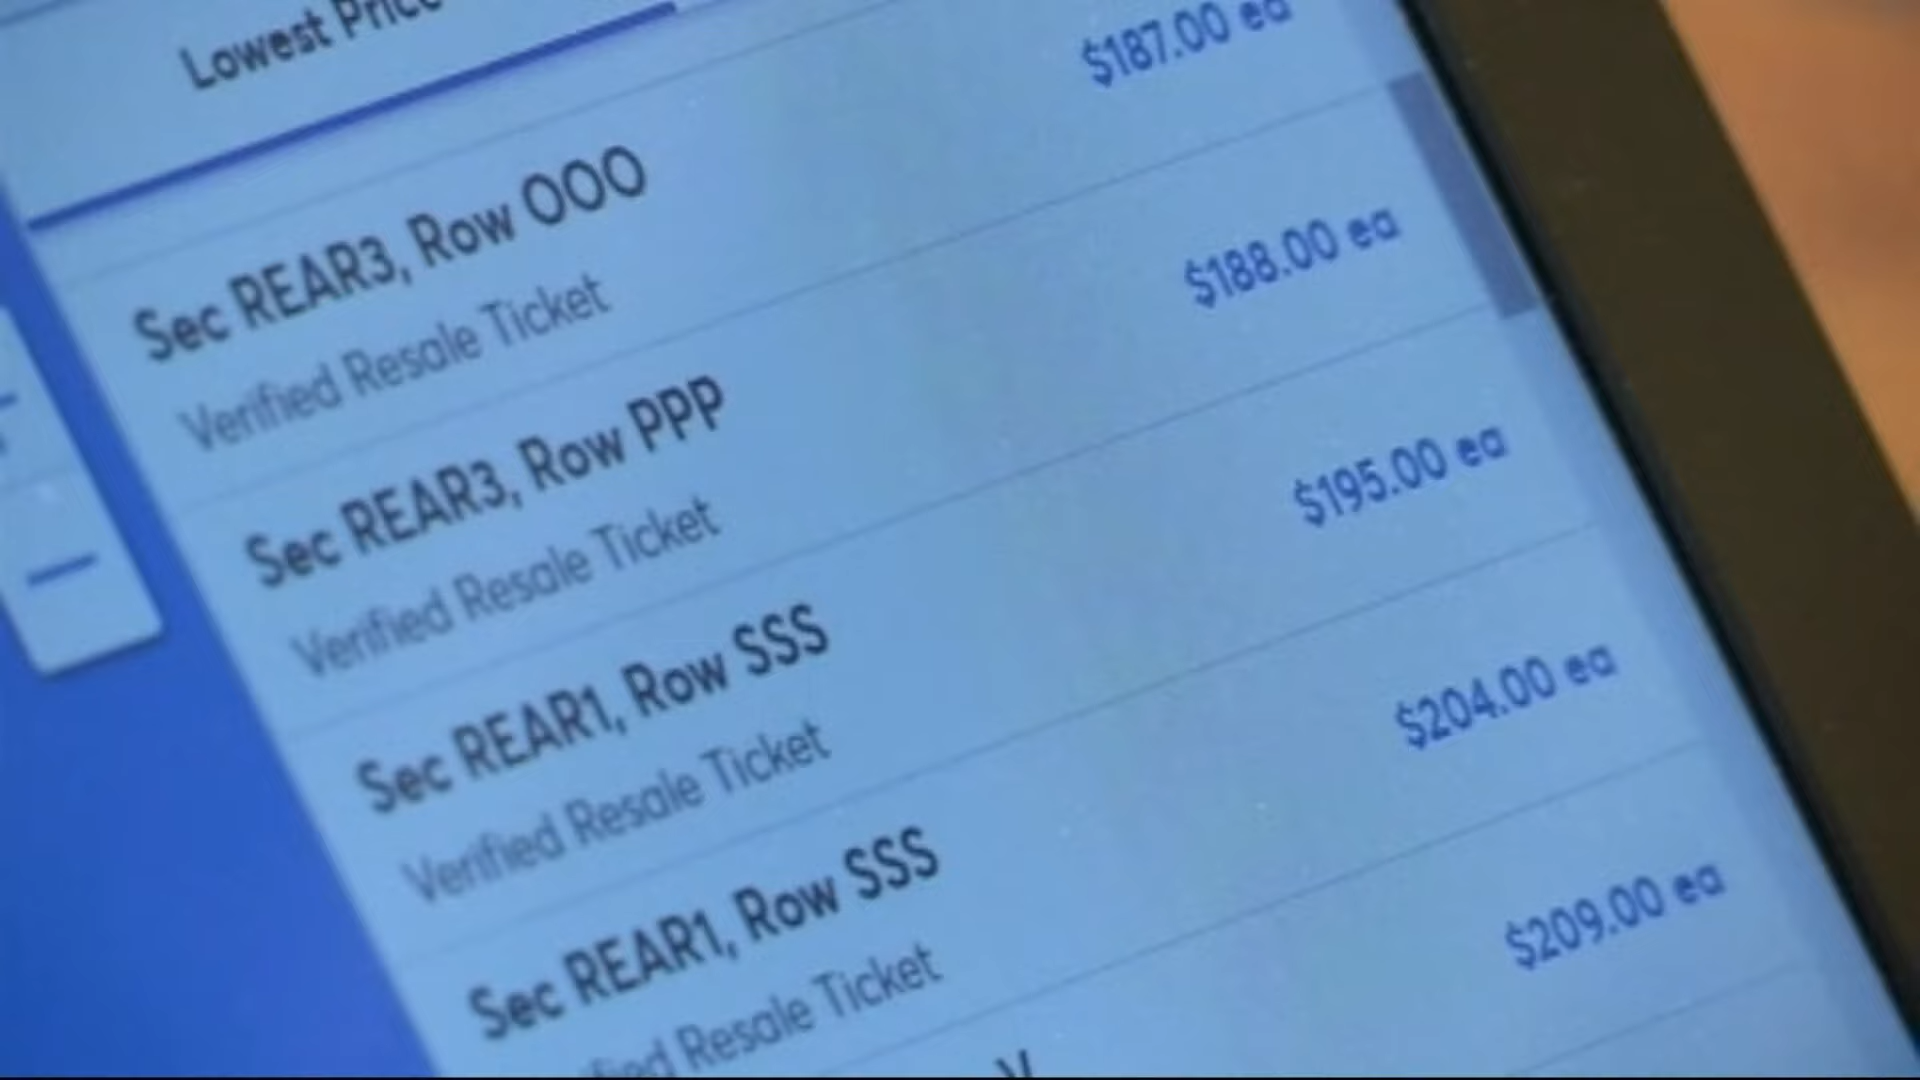 Lowest Price
Sec REAR3, Row OOO $187.00 ea
Verified Resale Ticket
Sec REAR3, Row PPP $188.00 ea
Verified Resale Ticket
Sec REAR1, Row SSS $195.00 ea
Verified Resale Ticket
Sec REAR1, Row SSS $204.00 ea
Verified Resale Ticket
$209.00 ea